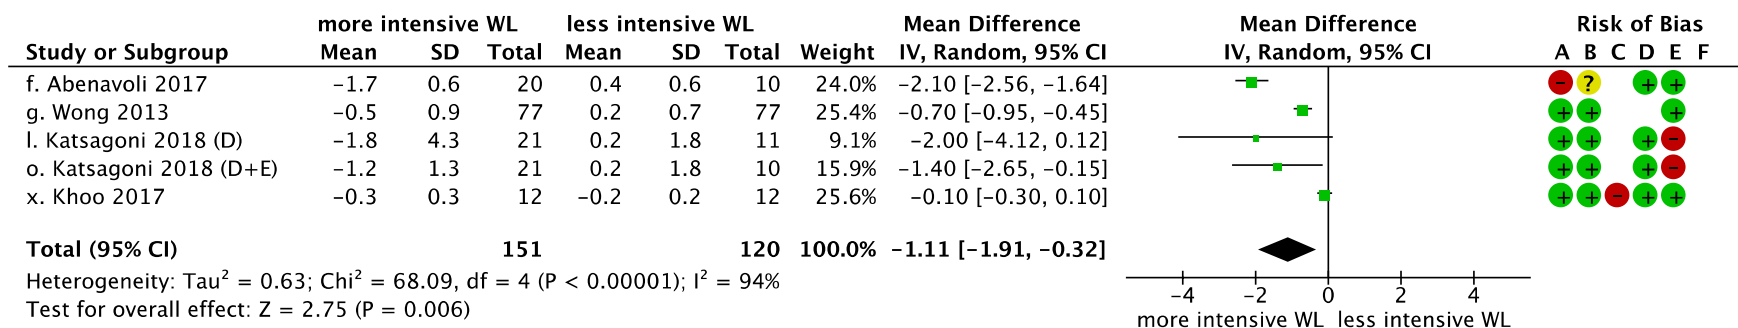 more intensive WL less intensive WL Mean Difference Mean Difference Risk of Bias
Study or Subgroup Mean SD Total Mean SD Total Weight IV, Random, 95% CI IV, Random, 95% CI A B C D E F
f. Abenavoli 2017 −1.7 0.6 20 0.4 0.6 10 24.0% −2.10 [−2.56, −1.64] − ? + +
g. Wong 2013 −0.5 0.9 77 0.2 0.7 77 25.4% −0.70 [−0.95, −0.45] + + +
l. Katsagoni 2018 (D) −1.8 4.3 21 0.2 1.8 11 9.1% −2.00 [−4.12, 0.12] + + + −
o. Katsagoni 2018 (D+E) −1.2 1.3 21 0.2 1.8 10 15.9% −1.40 [−2.65, −0.15] + + + −
x. Khoo 2017 −0.3 0.3 12 −0.2 0.2 12 25.6% −0.10 [−0.30, 0.10] + + − + +
Total (95% CI) 151 120 100.0% −1.11 [−1.91, −0.32]
Heterogeneity: Tau² = 0.63; Chi² = 68.09, df = 4 (P < 0.00001); I² = 94%
Test for overall effect: Z = 2.75 (P = 0.006)
−4 −2 0 2 4
more intensive WL less intensive WL